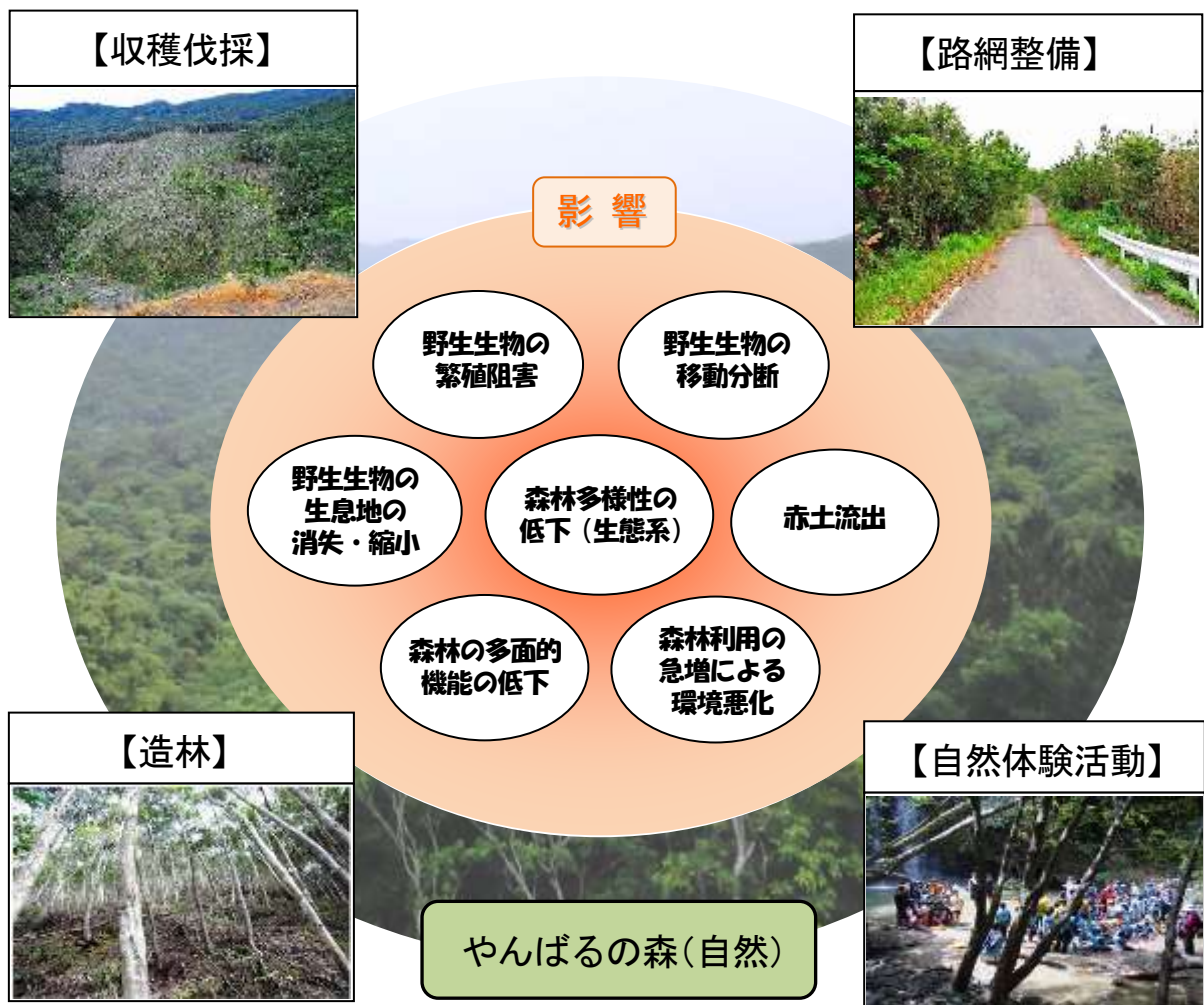 【収穫伐採】
【路網整備】
影響
野生生物の
繁殖阻害
野生生物の
移動分断
野生生物の
生息地の
消失・縮小
森林多様性の
低下（生態系）
赤土流出
森林の多面的
機能の低下
森林利用の
急増による
環境悪化
【造林】
【自然体験活動】
やんばるの森（自然）